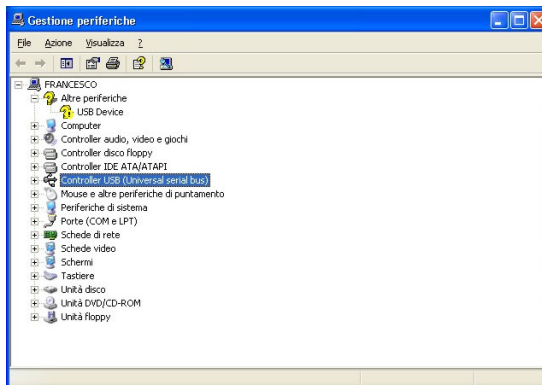 Gestione periferiche
File Azione Visualizza ?
FRANCESCO
Altre periferiche
USB Device
Computer
Controller audio, video e giochi
Controller disco floppy
Controller IDE ATA/ATAPI
Controller USB (Universal serial bus)
Mouse e altre periferiche di puntamento
Periferiche di sistema
Porte (COM e LPT)
Schede di rete
Schede video
Schermi
Tastiere
Unità disco
Unità DVD/CD-ROM
Unità floppy